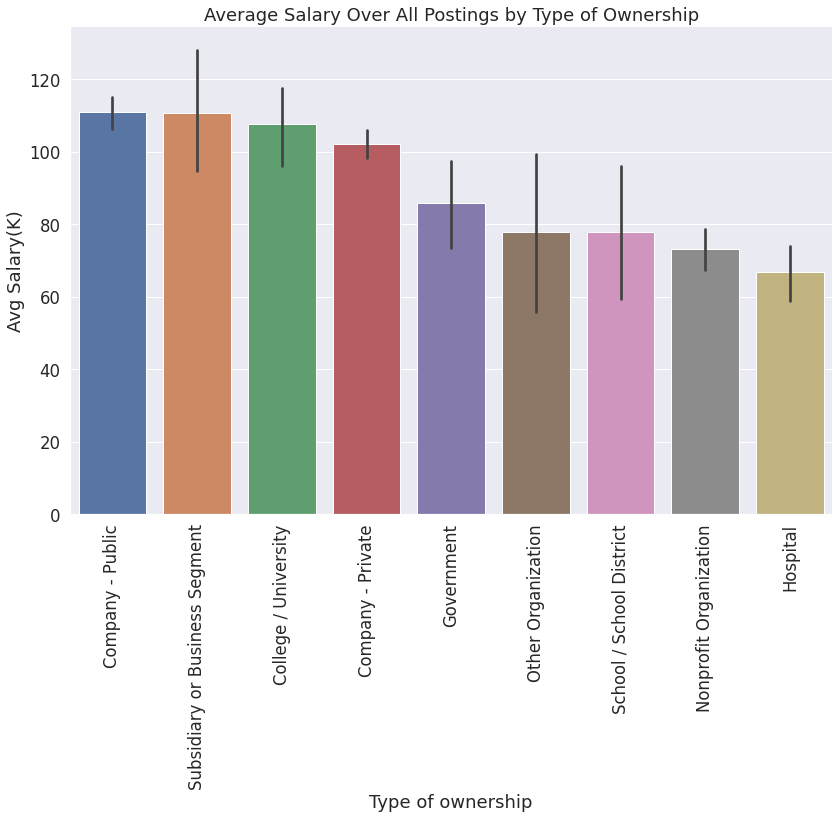 Average Salary Over All Postings by Type of Ownership
Avg Salary(K)
120
100
80
60
40
20
0
Company - Public
Subsidiary or Business Segment
College / University
Company - Private
Government
Other Organization
School / School District
Nonprofit Organization
Hospital
Type of ownership